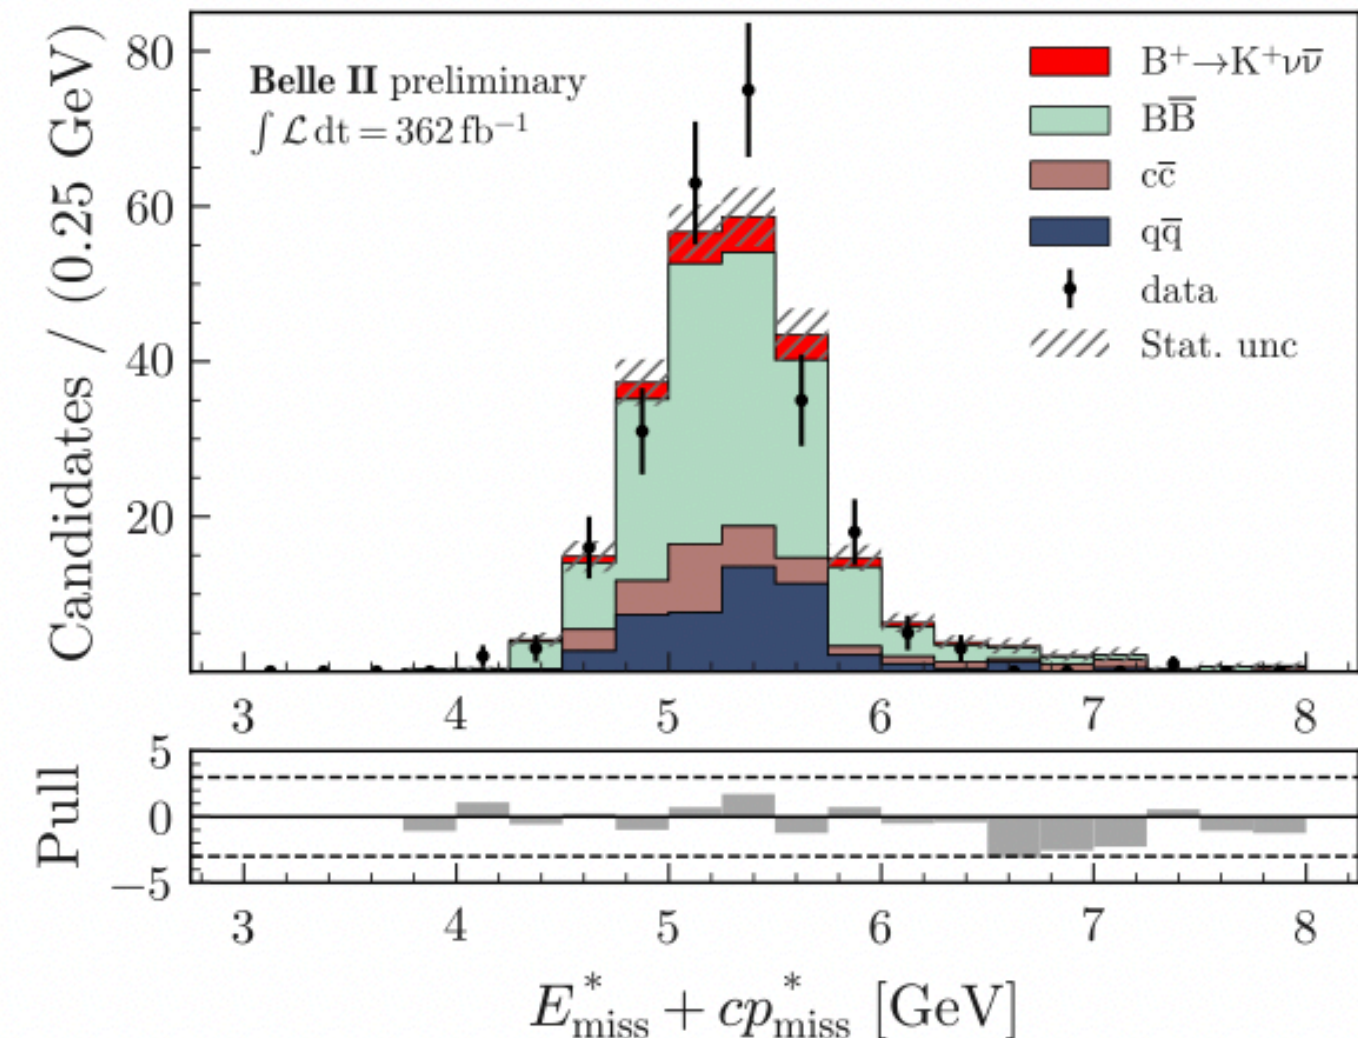 Candidates / (0.25 GeV)
80
60
40
20
Belle II preliminary
∫ ℒ dt = 362 fb⁻¹
B⁺→K⁺νν̅
BB̅
cc̅
qq̅
data
Stat. unc
3 4 5 6 7 8
Pull
5
0
−5
3 4 5 6 7 8
E*miss + cp*miss [GeV]